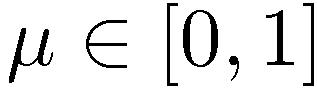 μ ∈ [0, 1]